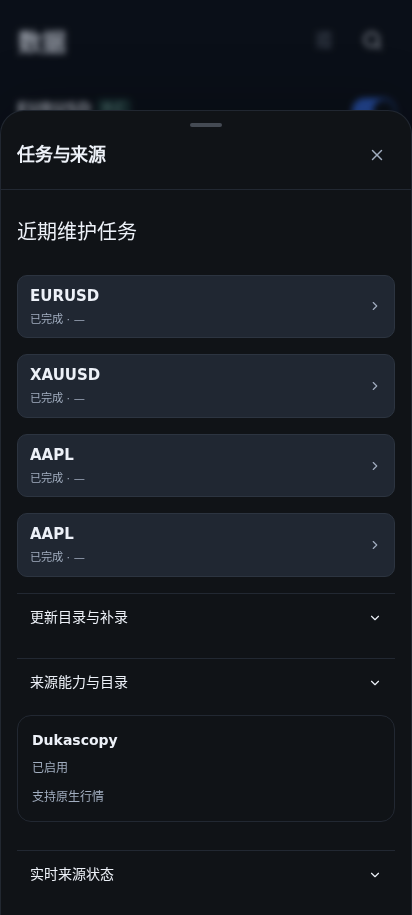 数据
EURUSD
任务与来源
近期维护任务
EURUSD
已完成 · —
XAUUSD
已完成 · —
AAPL
已完成 · —
AAPL
已完成 · —
更新目录与补录
来源能力与目录
Dukascopy
已启用
支持原生行情
实时来源状态